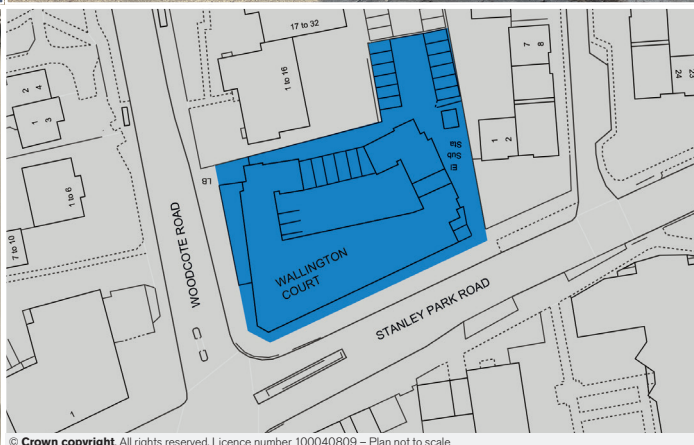 17 to 32
1 to 16
7
8
24
23
2
4
1
3
1
2
El
Sub
Sta
LB
1 to 6
7 to 10
WOODCOTE ROAD
WALLINGTON
COURT
STANLEY PARK ROAD
1
© Crown copyright. All rights reserved. Licence number 100040809 – Plan not to scale